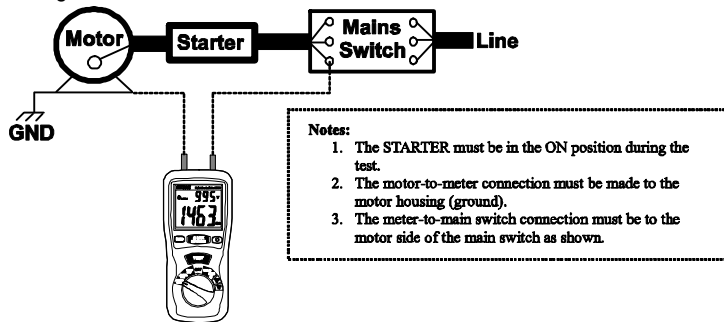 Motor
Starter
Mains
Switch
Line
GND
995v
1463
Notes:
1. The STARTER must be in the ON position during the
test.
2. The motor-to-meter connection must be made to the
motor housing (ground).
3. The meter-to-main switch connection must be to the
motor side of the main switch as shown.